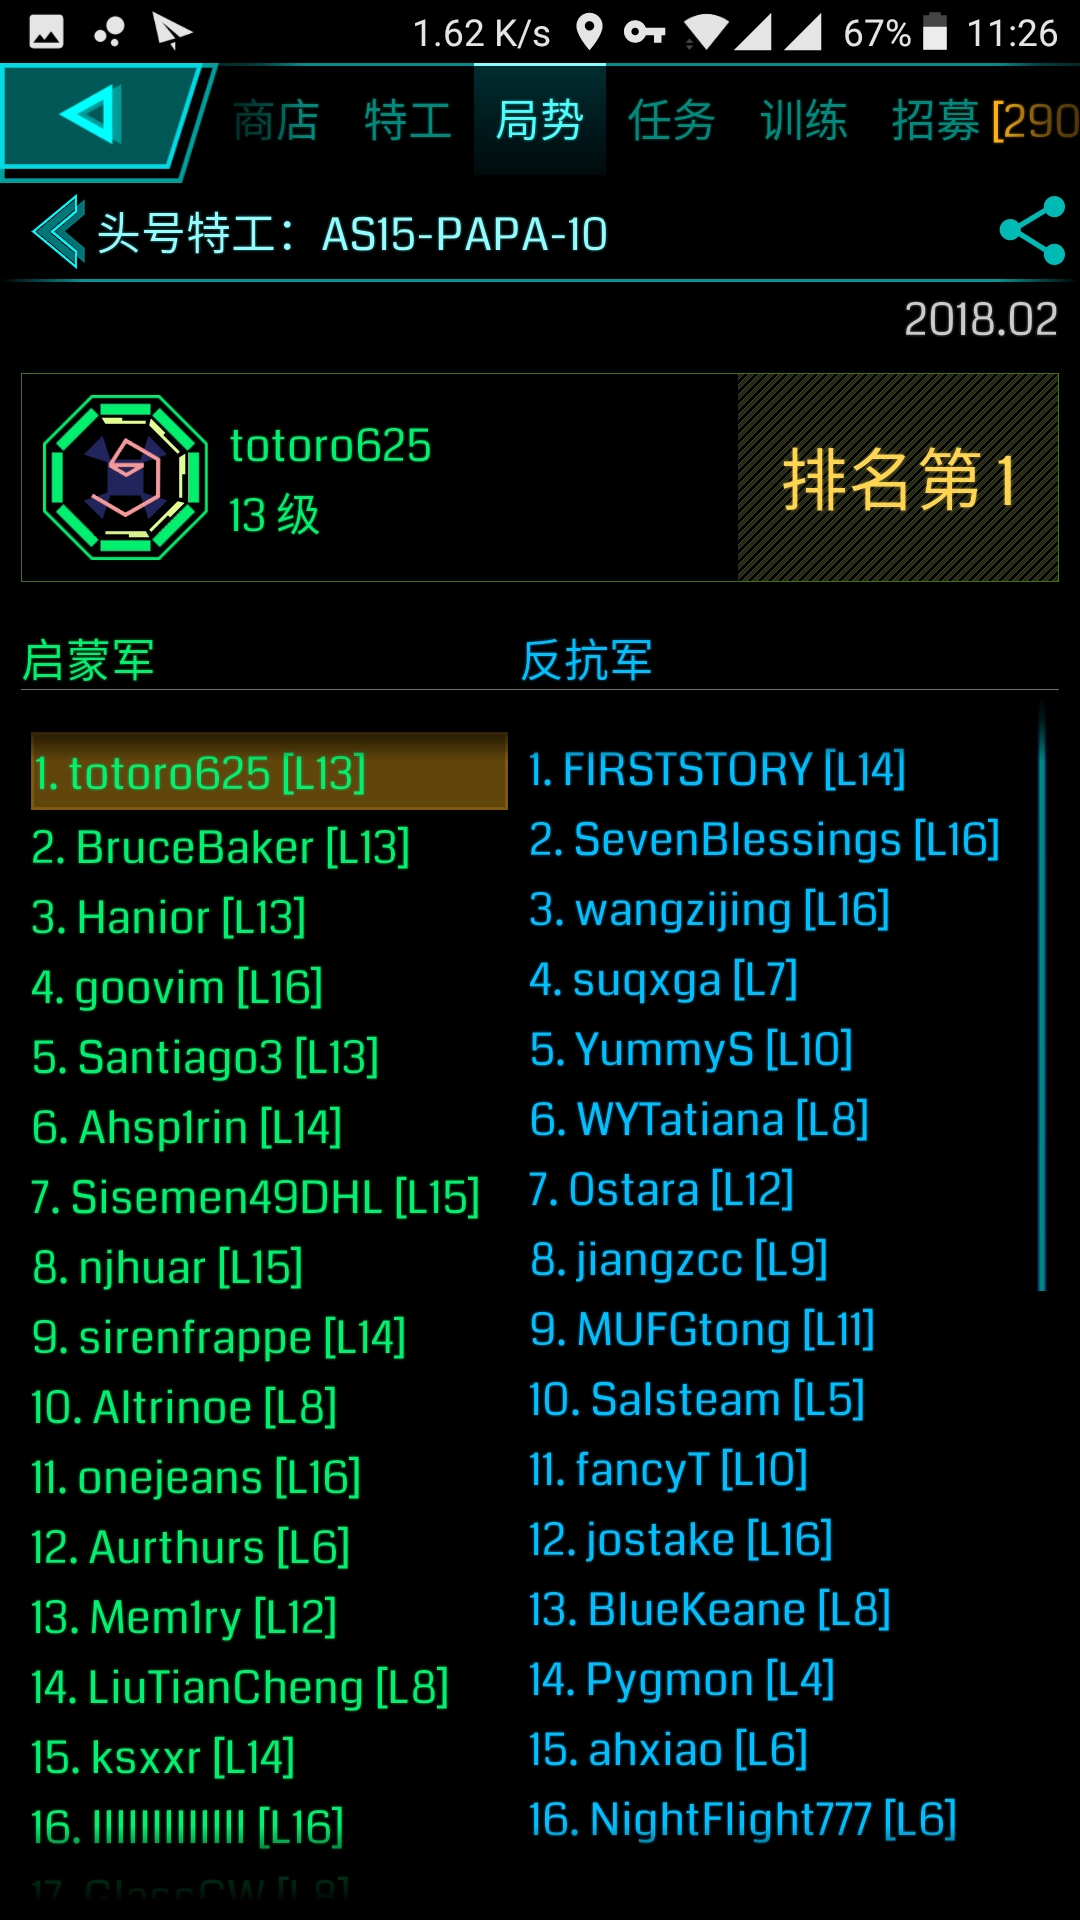 1.62 K/s 67% 11:26
商店 特工 局势 任务 训练 招募 [290
头号特工：AS15-PAPA-10
2018.02
totoro625
13 级
排名第 1
启蒙军 反抗军
1. totoro625 [L13] 1. FIRSTSTORY [L14]
2. BruceBaker [L13] 2. SevenBlessings [L16]
3. Hanior [L13] 3. wangzijing [L16]
4. goovim [L16] 4. suqxga [L7]
5. Santiago3 [L13] 5. YummyS [L10]
6. Ahsp1rin [L14] 6. WYTatiana [L8]
7. Sisemen49DHL [L15] 7. Ostara [L12]
8. njhuar [L15] 8. jiangzcc [L9]
9. sirenfrappe [L14] 9. MUFGtong [L11]
10. Altrinoe [L8] 10. Salsteam [L5]
11. onejeans [L16] 11. fancyT [L10]
12. Aurthurs [L6] 12. jostake [L16]
13. Mem1ry [L12] 13. BlueKeane [L8]
14. LiuTianCheng [L8] 14. Pygmon [L4]
15. ksxxr [L14] 15. ahxiao [L6]
16. [L16] 16. NightFlight777 [L6]
17. GlassCW [L8]